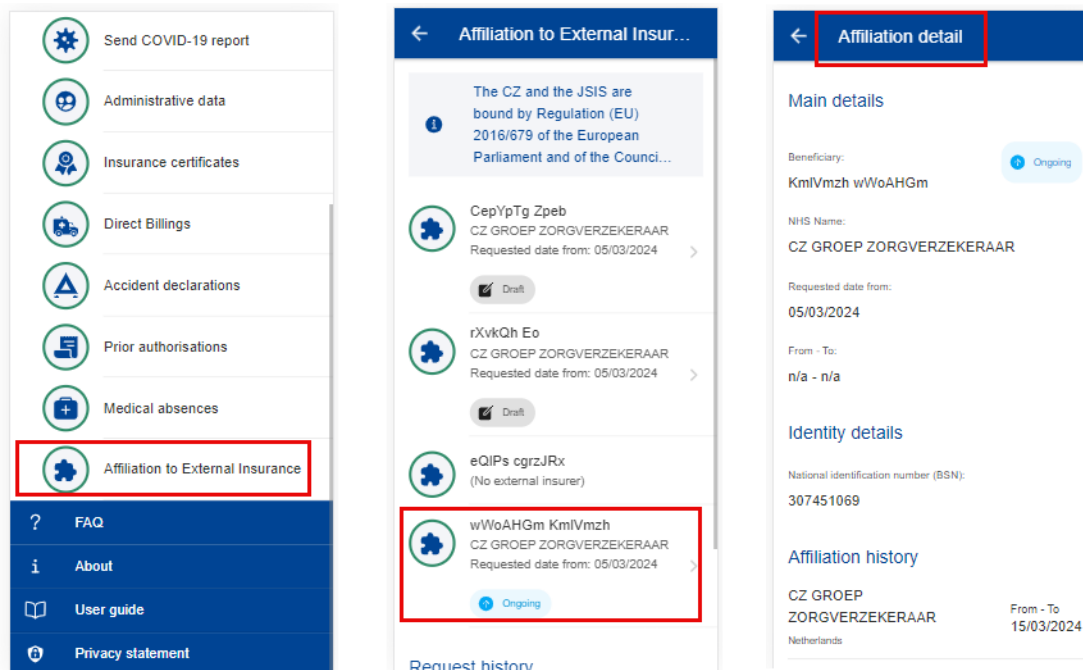 Send COVID-19 report
Administrative data
Insurance certificates
Direct Billings
Accident declarations
Prior authorisations
Medical absences
Affiliation to External Insurance
? FAQ
i About
User guide
Privacy statement
Affiliation to External Insur...
The CZ and the JSIS are
bound by Regulation (EU)
2016/679 of the European
Parliament and of the Counci...
CepYpTg Zpeb
CZ GROEP ZORGVERZEKERAAR
Requested date from: 05/03/2024
Draft
rXvkQh Eo
CZ GROEP ZORGVERZEKERAAR
Requested date from: 05/03/2024
Draft
eQIPs cgrzJRx
(No external insurer)
wWoAHGm KmlVmzh
CZ GROEP ZORGVERZEKERAAR
Requested date from: 05/03/2024
Ongoing
Request history
Affiliation detail
Main details
Beneficiary:
KmlVmzh wWoAHGm
Ongoing
NHS Name:
CZ GROEP ZORGVERZEKERAAR
Requested date from:
05/03/2024
From - To:
n/a - n/a
Identity details
National identification number (BSN):
307451069
Affiliation history
CZ GROEP
ZORGVERZEKERAAR
Netherlands
From - To
15/03/2024